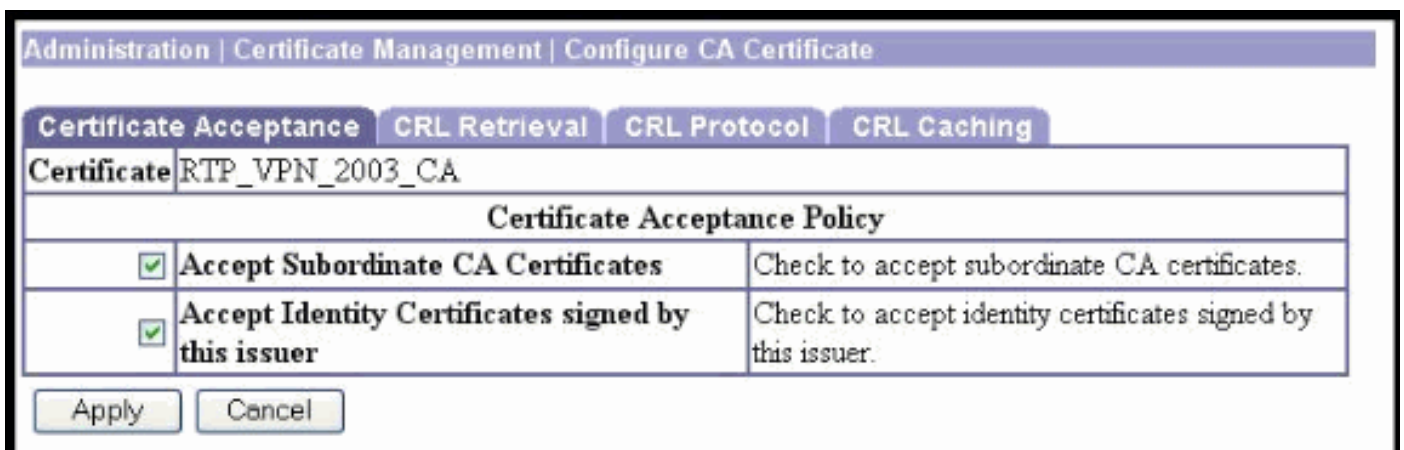 Administration | Certificate Management | Configure CA Certificate
Certificate Acceptance CRL Retrieval CRL Protocol CRL Caching
Certificate RTP_VPN_2003_CA
Certificate Acceptance Policy
Accept Subordinate CA Certificates Check to accept subordinate CA certificates.
Accept Identity Certificates signed by
this issuer
Check to accept identity certificates signed by
this issuer.
Apply Cancel